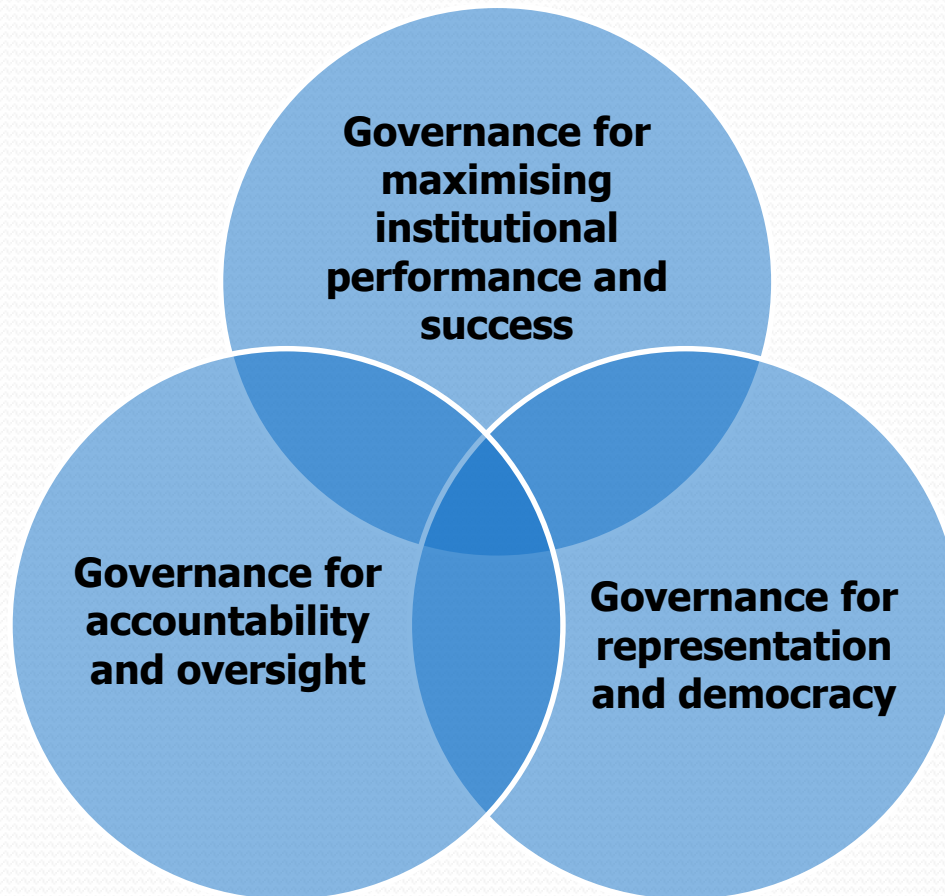 Governance for
maximising
institutional
performance and
success
Governance for
accountability
and oversight
Governance for
representation
and democracy